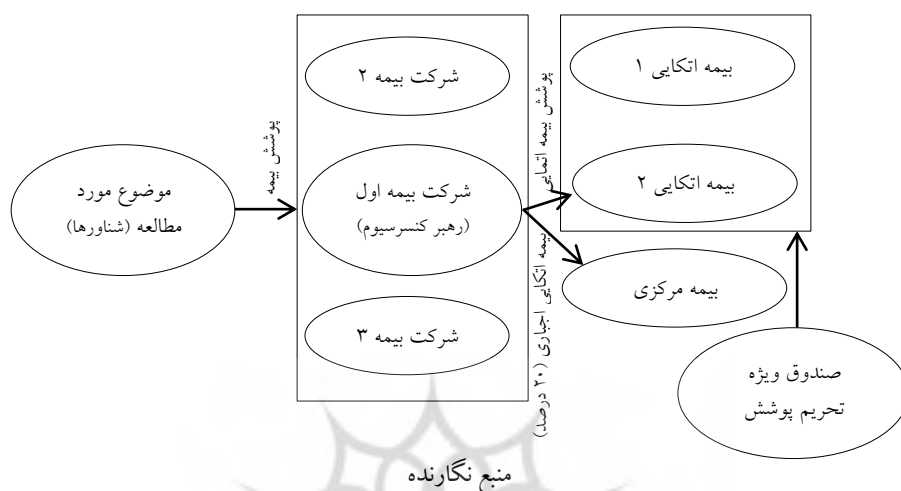 شرکت بیمه ۲
بیمه اتکایی ۱
پوشش بیمه
پوشش بیمه اتمایی
موضوع مورد
مطالعه (شناورها)
شرکت بیمه اول
(رهبر کنسرسیوم)
بیمه اتکایی ۲
بیمه اتکایی اجباری (۲۰ درصد)
بیمه مرکزی
شرکت بیمه ۳
صندوق ویژه
تحریم پوشش
منبع نگارنده